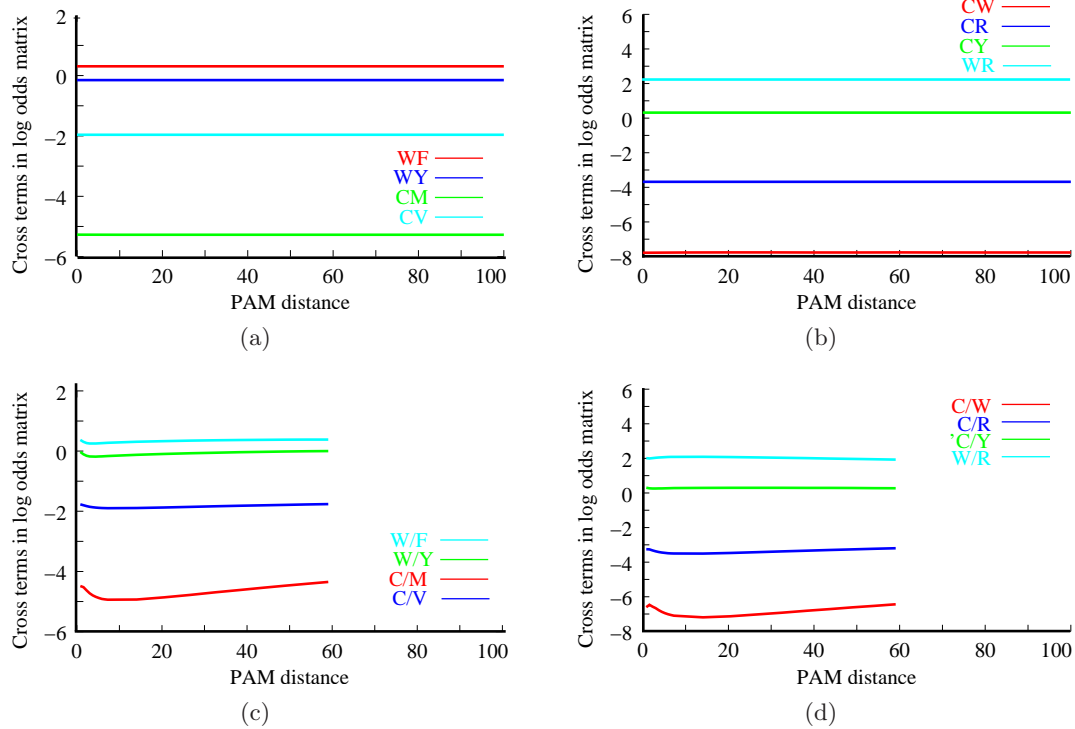 Cross terms in log odds matrix
2
0
−2
−4
−6
0
20
40
60
80
100
WF
WY
CM
CV
PAM distance
(a)
Cross terms in log odds matrix
6
4
2
0
−2
−4
−6
−8
0
20
40
60
80
100
CW
CR
CY
WR
PAM distance
(b)
Cross terms in log odds matrix
2
0
−2
−4
−6
0
20
40
60
80
100
W/F
W/Y
C/M
C/V
PAM distance
(c)
Cross terms in log odds matrix
6
4
2
0
−2
−4
−6
−8
0
20
40
60
80
100
C/W
C/R
'C/Y
W/R
PAM distance
(d)